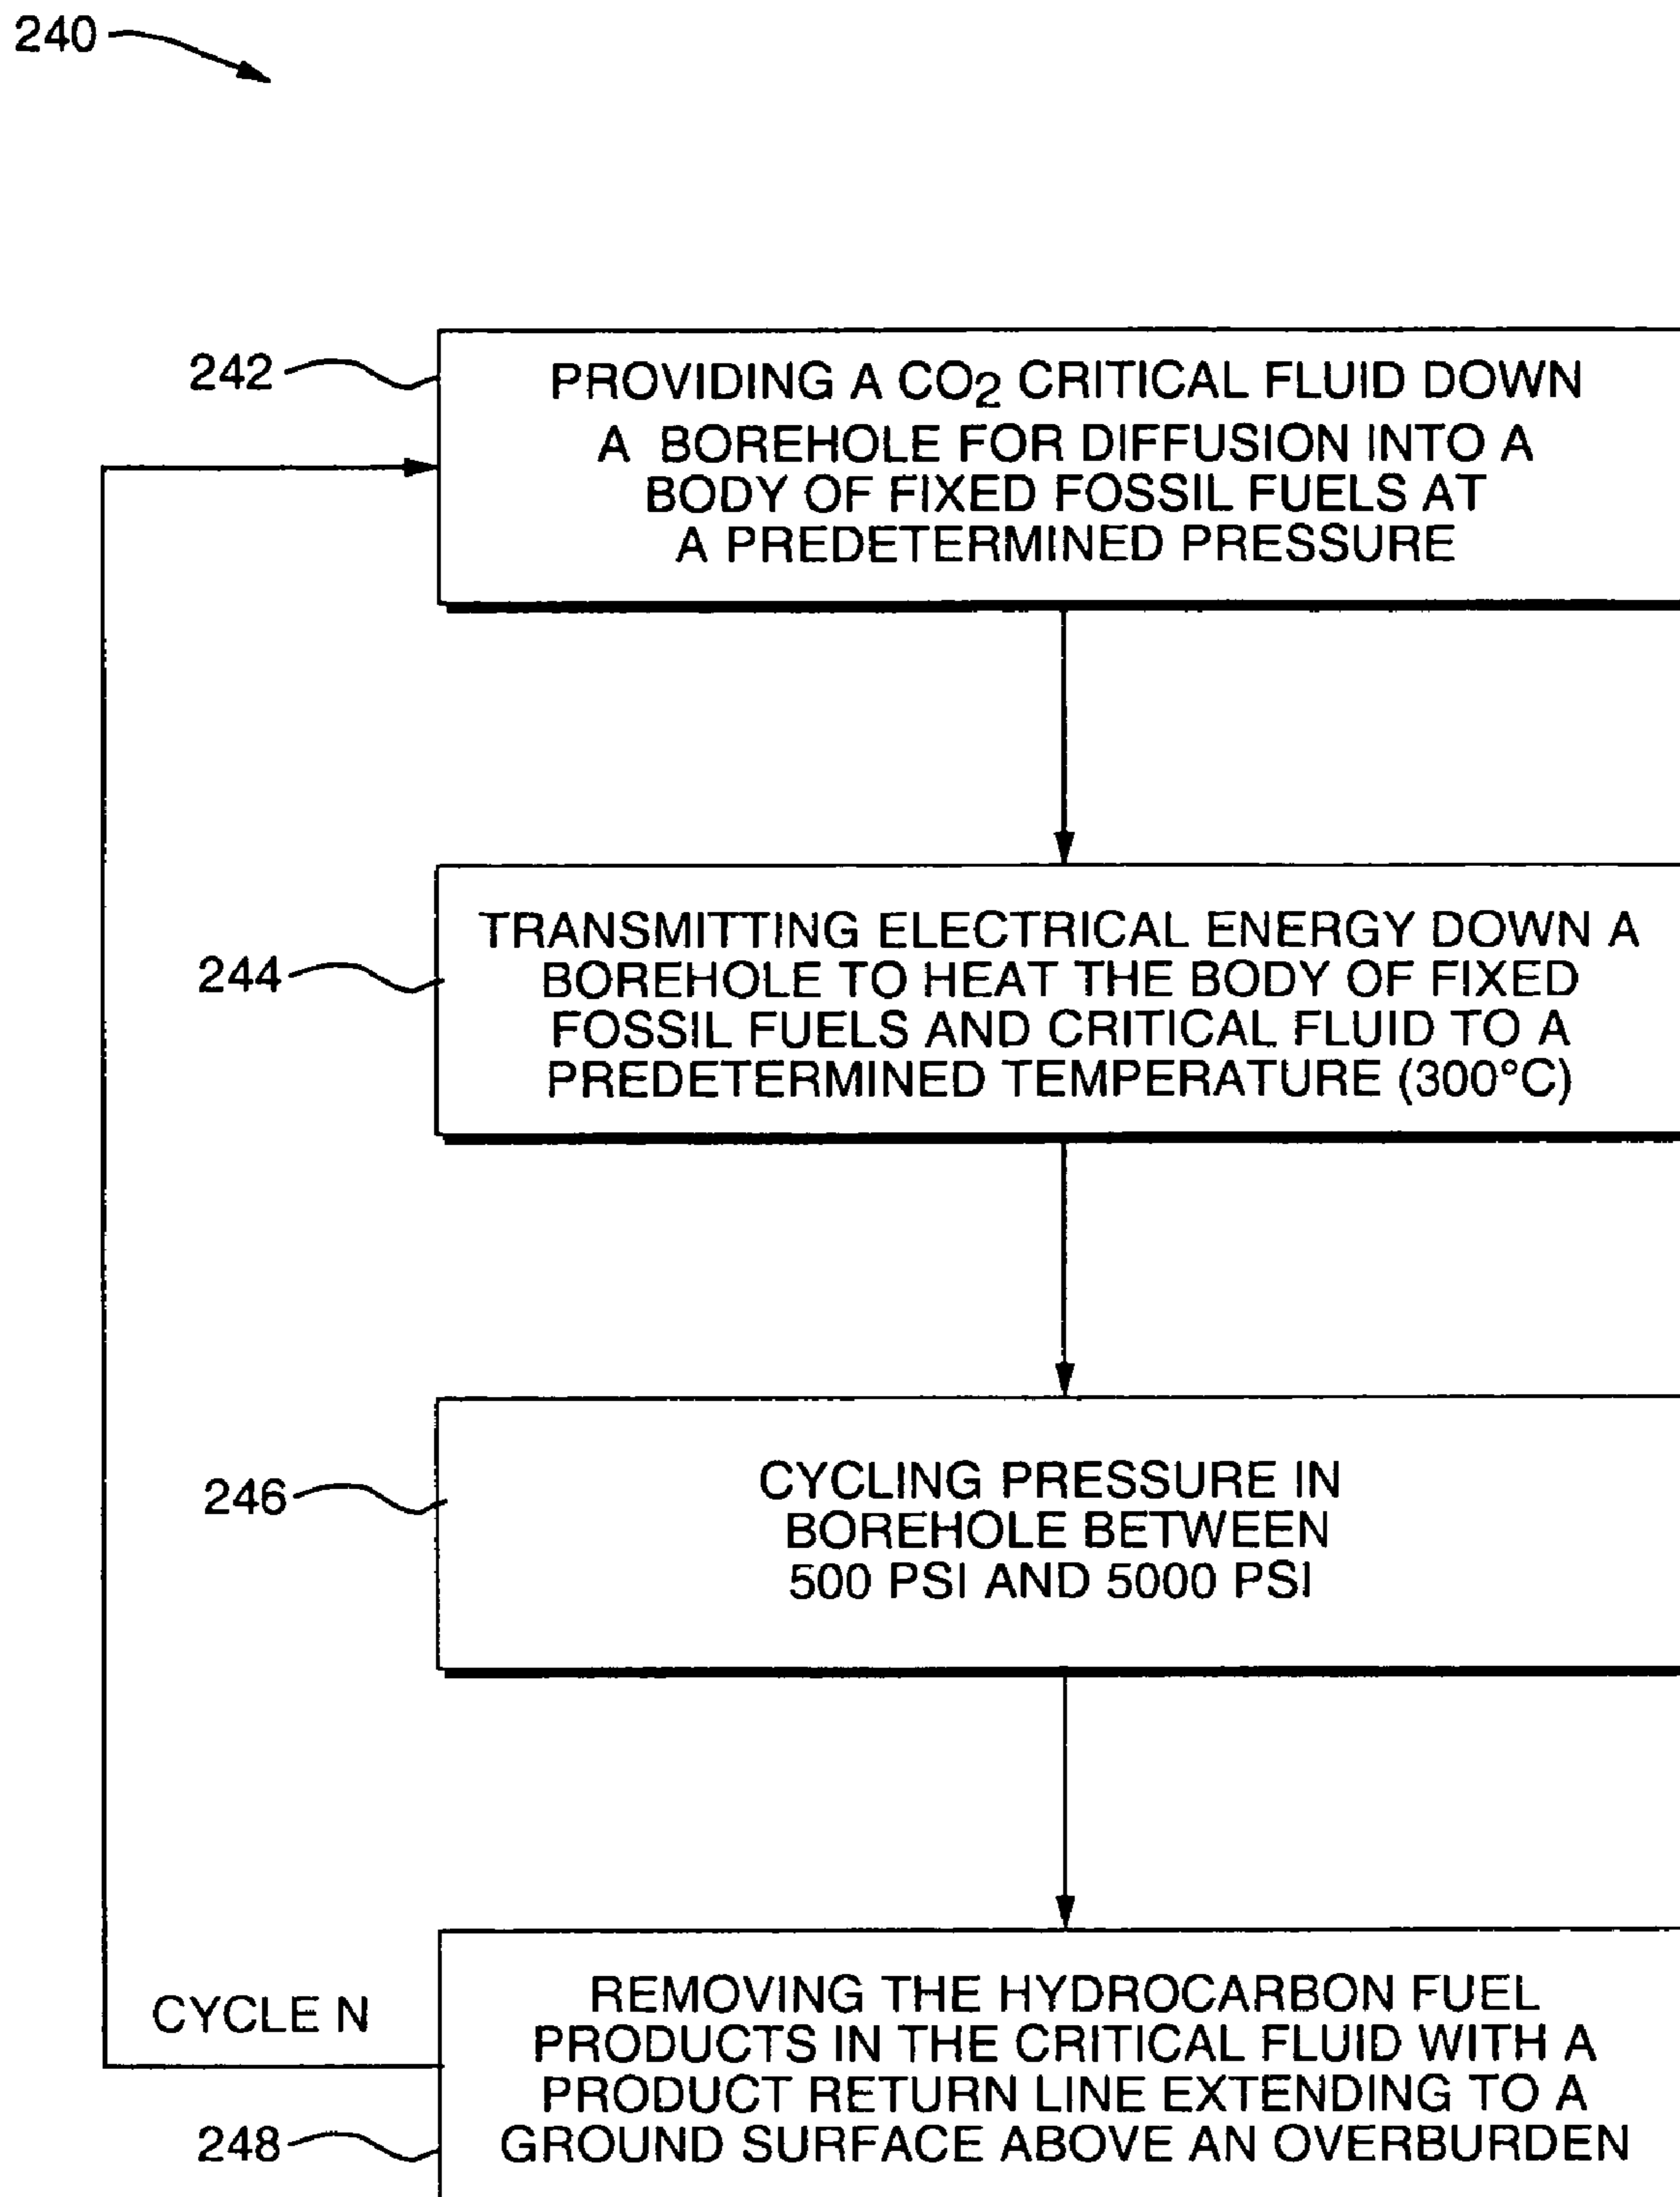 240
242
PROVIDING A CO2 CRITICAL FLUID DOWN
A BOREHOLE FOR DIFFUSION INTO A
BODY OF FIXED FOSSIL FUELS AT
A PREDETERMINED PRESSURE
244
TRANSMITTING ELECTRICAL ENERGY DOWN A
BOREHOLE TO HEAT THE BODY OF FIXED
FOSSIL FUELS AND CRITICAL FLUID TO A
PREDETERMINED TEMPERATURE (300°C)
246
CYCLING PRESSURE IN
BOREHOLE BETWEEN
500 PSI AND 5000 PSI
CYCLE N
248
REMOVING THE HYDROCARBON FUEL
PRODUCTS IN THE CRITICAL FLUID WITH A
PRODUCT RETURN LINE EXTENDING TO A
GROUND SURFACE ABOVE AN OVERBURDEN